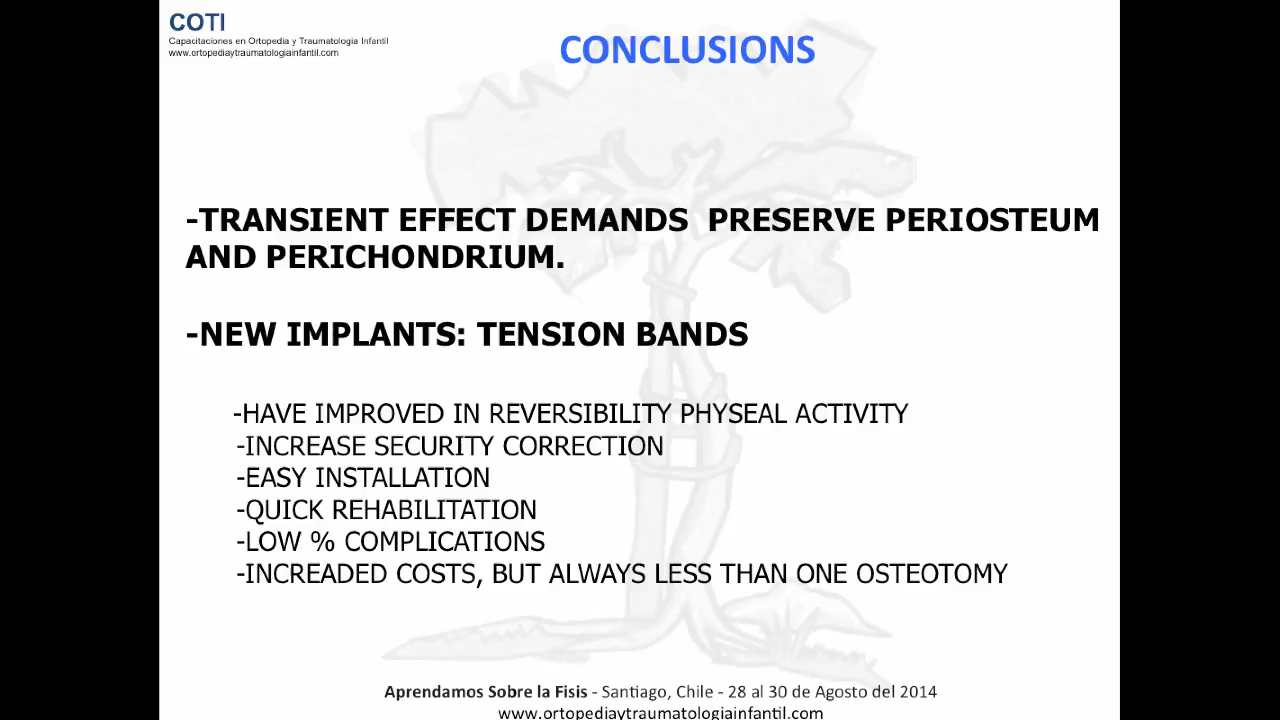 COTI
Capacitaciones en Ortopedia y Traumatologia Infantil
www.ortopediaytraumatologiainfantil.com
CONCLUSIONS
-TRANSIENT EFFECT DEMANDS PRESERVE PERIOSTEUM
AND PERICHONDRIUM.
-NEW IMPLANTS: TENSION BANDS
-HAVE IMPROVED IN REVERSIBILITY PHYSEAL ACTIVITY
-INCREASE SECURITY CORRECTION
-EASY INSTALLATION
-QUICK REHABILITATION
-LOW % COMPLICATIONS
-INCREADED COSTS, BUT ALWAYS LESS THAN ONE OSTEOTOMY
Aprendamos Sobre la Fisis - Santiago, Chile - 28 al 30 de Agosto del 2014
www.ortopediaytraumatologiainfantil.com